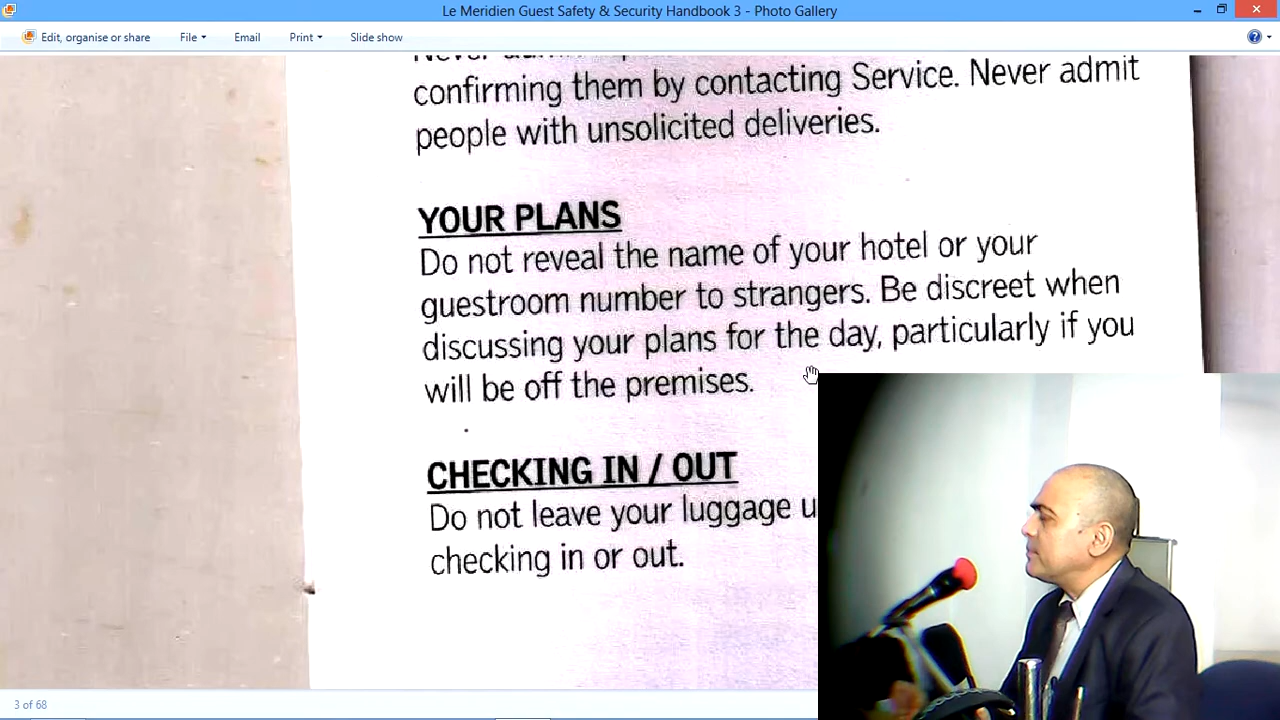 Le Meridien Guest Safety & Security Handbook 3 - Photo Gallery
Edit, organise or share File Email Print Slide show
Never
confirming them by contacting Service. Never admit
people with unsolicited deliveries.
YOUR PLANS
Do not reveal the name of your hotel or your
guestroom number to strangers. Be discreet when
discussing your plans for the day, particularly if you
will be off the premises.
CHECKING IN / OUT
Do not leave your luggage
checking in or out.
3 of 68